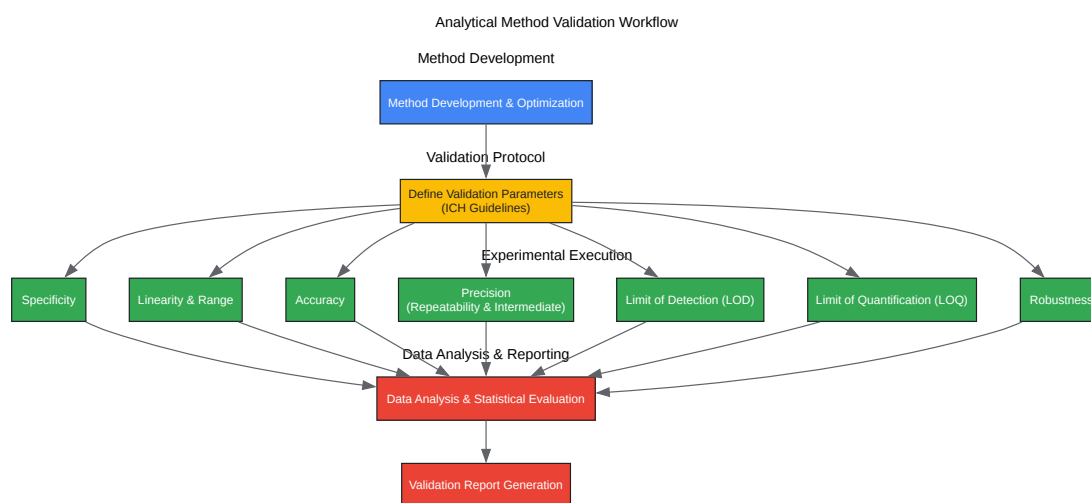 Analytical Method Validation Workflow
Method Development
Method Development & Optimization
Validation Protocol
Define Validation Parameters
(ICH Guidelines)
Experimental Execution
Specificity
Linearity & Range
Accuracy
Precision
(Repeatability & Intermediate)
Limit of Detection (LOD)
Limit of Quantification (LOQ)
Robustness
Data Analysis & Reporting
Data Analysis & Statistical Evaluation
Validation Report Generation